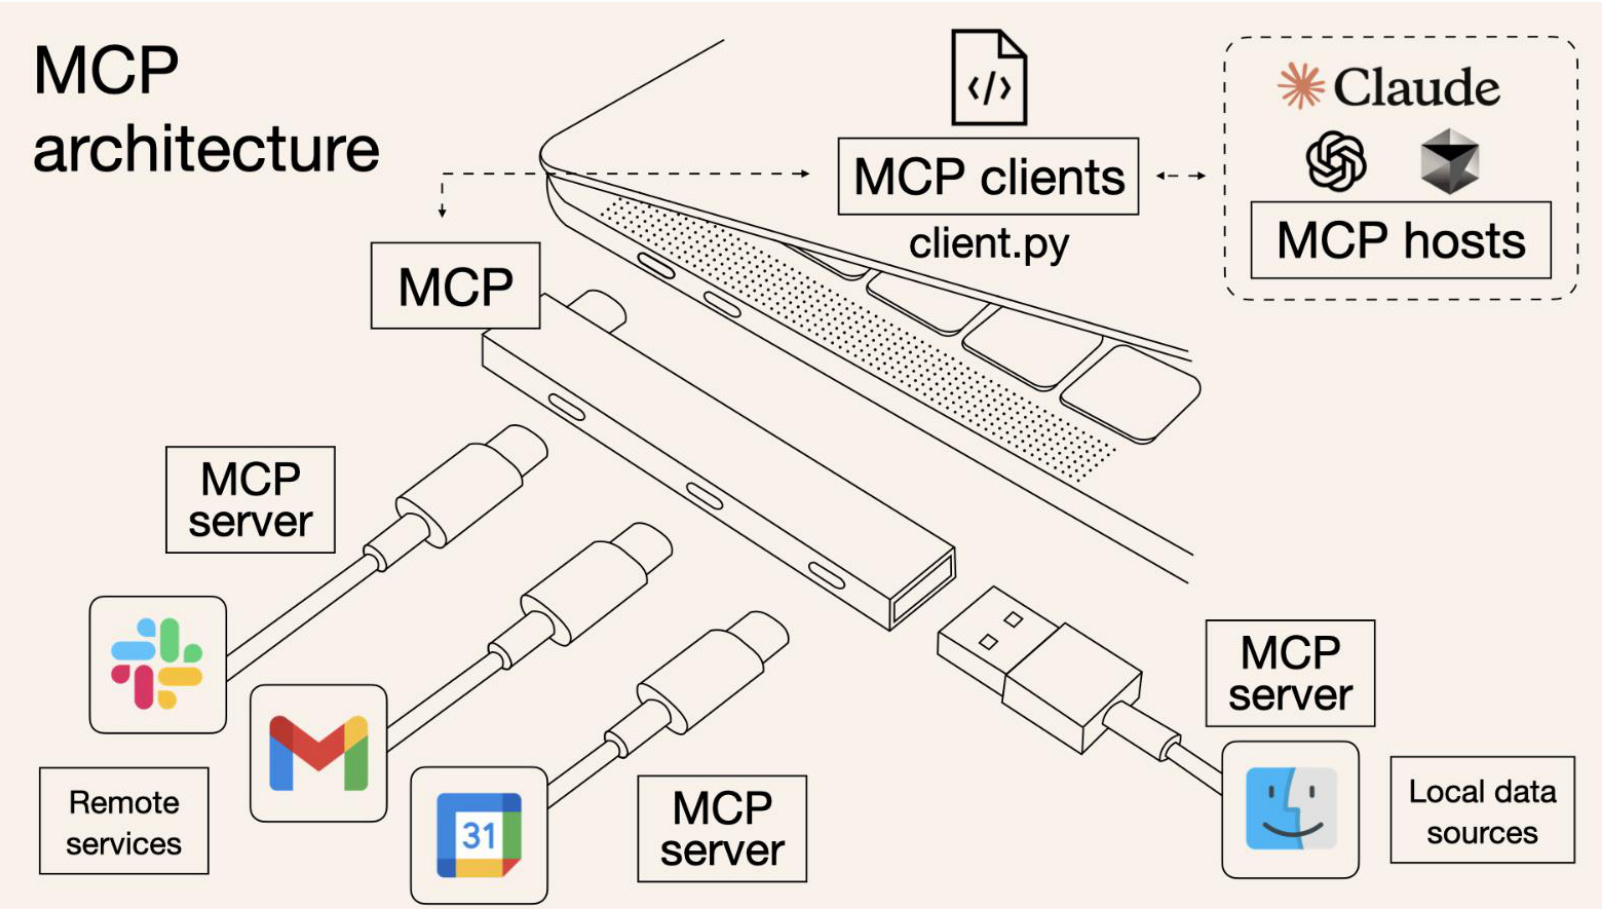 MCP
architecture
</>
MCP clients
client.py
Claude
MCP hosts
MCP
MCP
server
Remote
services
31
MCP
server
MCP
server
Local data
sources